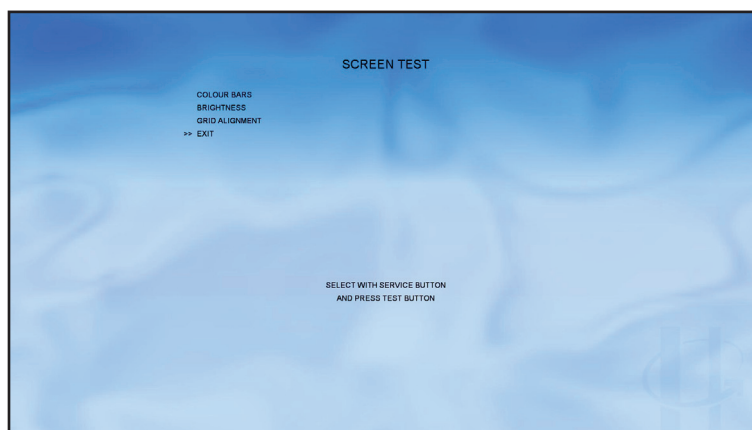 SCREEN TEST
COLOUR BARS
BRIGHTNESS
GRID ALIGNMENT
>> EXIT
SELECT WITH SERVICE BUTTON
AND PRESS TEST BUTTON